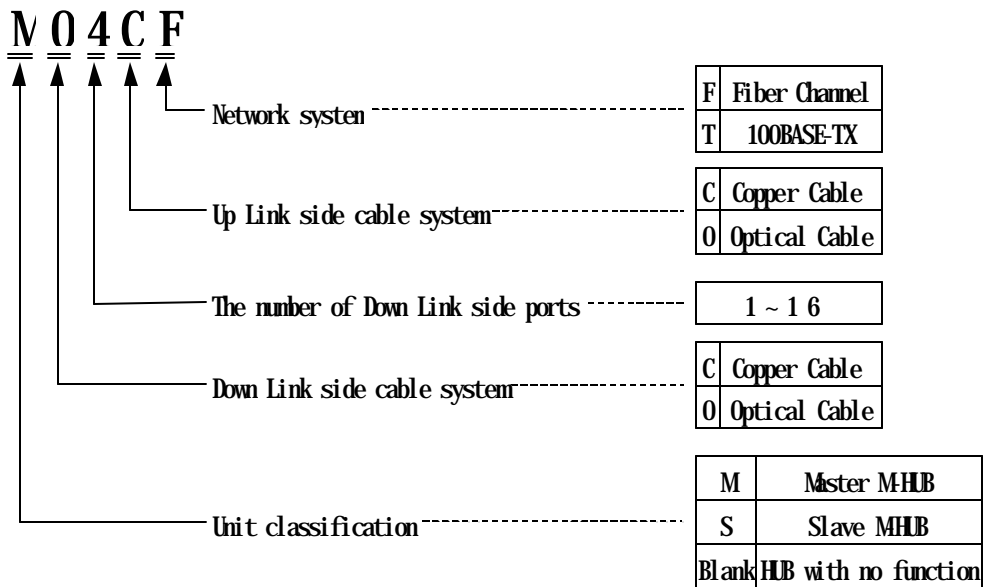 M O 4 C F
Network system
F Fiber Channel
T 100BASE-TX
Up Link side cable system
C Copper Cable
O Optical Cable
The number of Down Link side ports
1 ~ 1 6
Down Link side cable system
C Copper Cable
O Optical Cable
Unit classification
M Master M-HUB
S Slave M-HUB
Blank HUB with no function